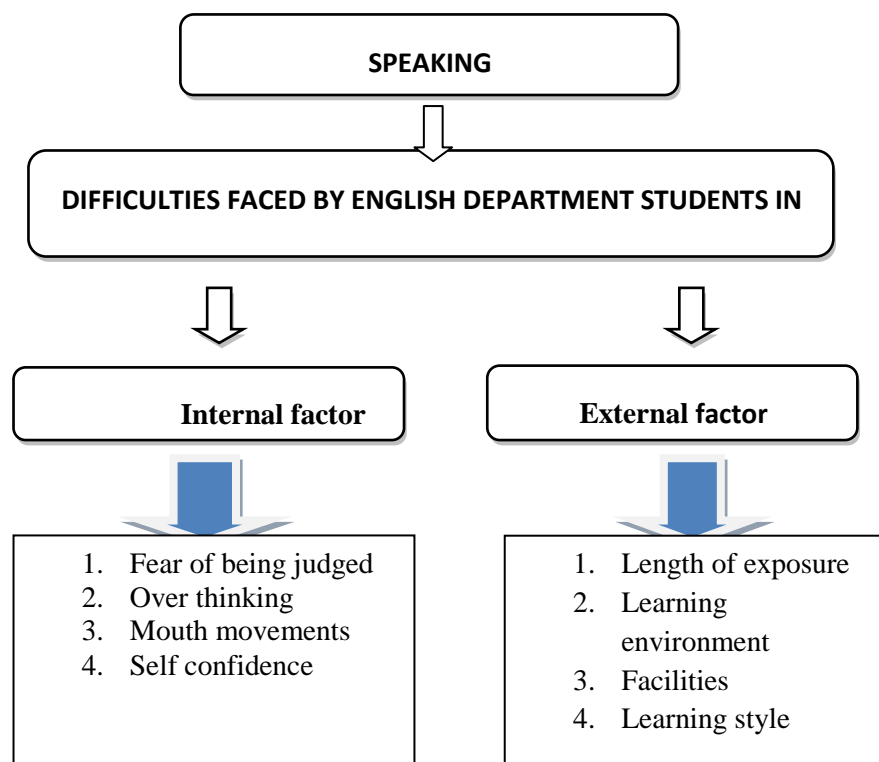 SPEAKING
DIFFICULTIES FACED BY ENGLISH DEPARTMENT STUDENTS IN
Internal factor
External factor
1. Fear of being judged
2. Over thinking
3. Mouth movements
4. Self confidence
1. Length of exposure
2. Learning
environment
3. Facilities
4. Learning style